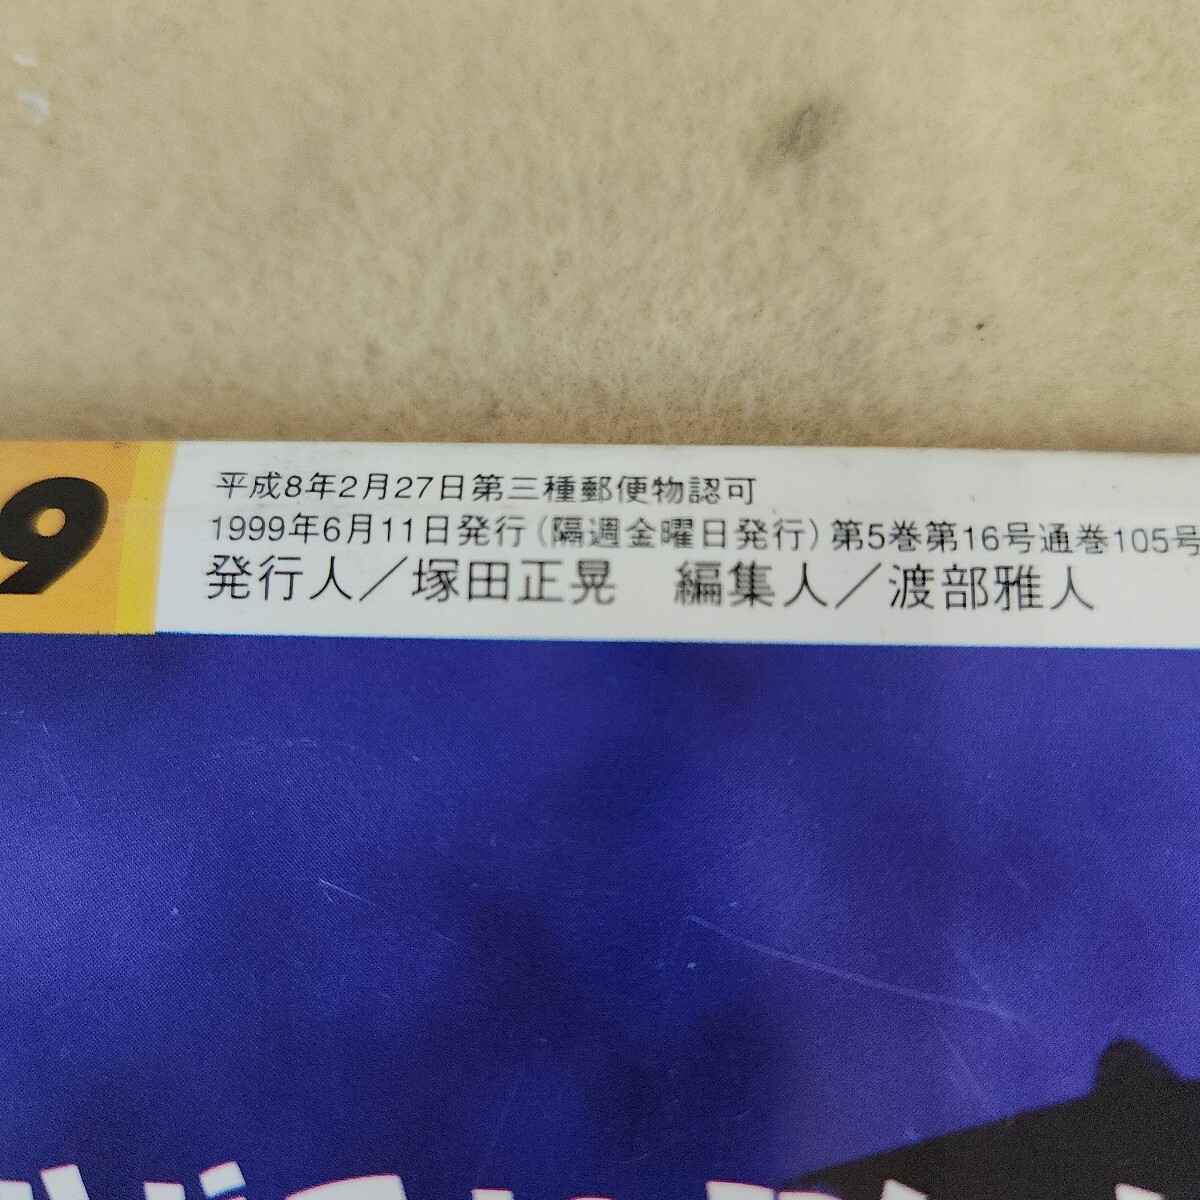 9
平成8年2月27日第三種郵便物認可
1999年6月11日発行(隔週金曜日発行)第5巻第16号通巻105号
発行人/塚田正晃　編集人/渡部雅人